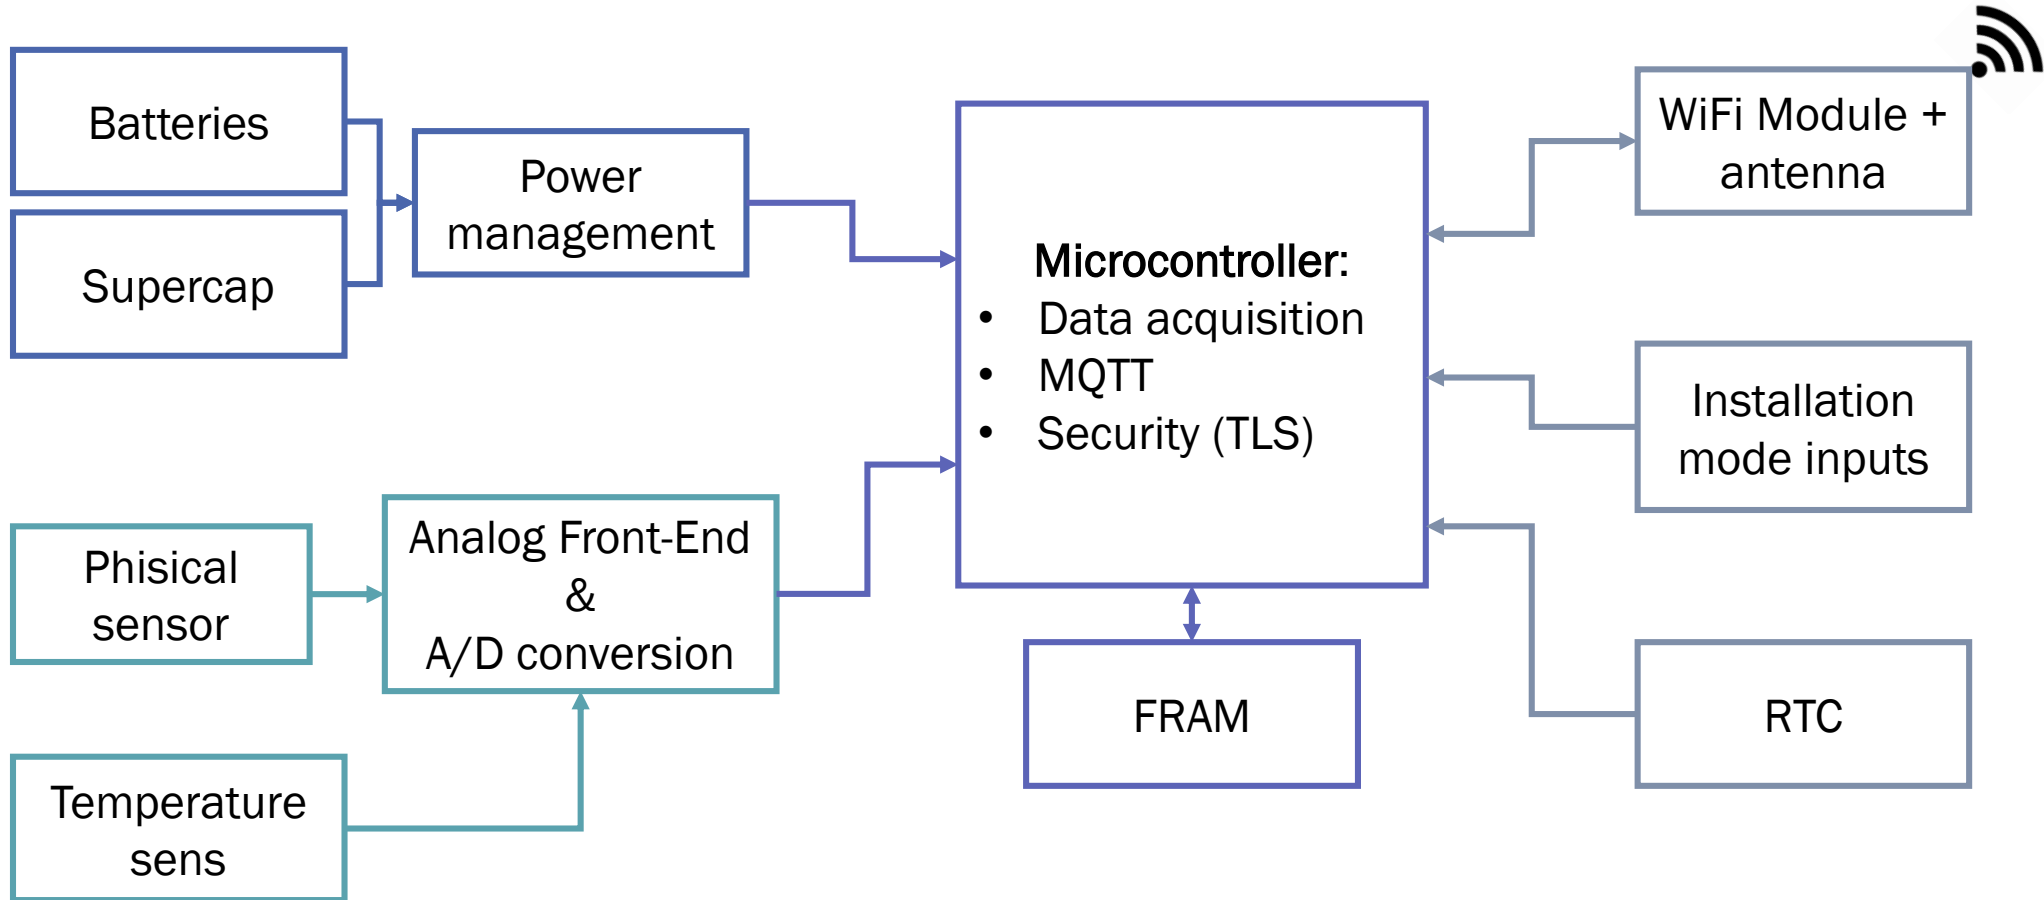 Batteries
Supercap
Power
management
Microcontroller:
• Data acquisition
• MQTT
• Security (TLS)
WiFi Module +
antenna
Installation
mode inputs
Phisical
sensor
Analog Front-End
&
A/D conversion
Temperature
sens
FRAM
RTC